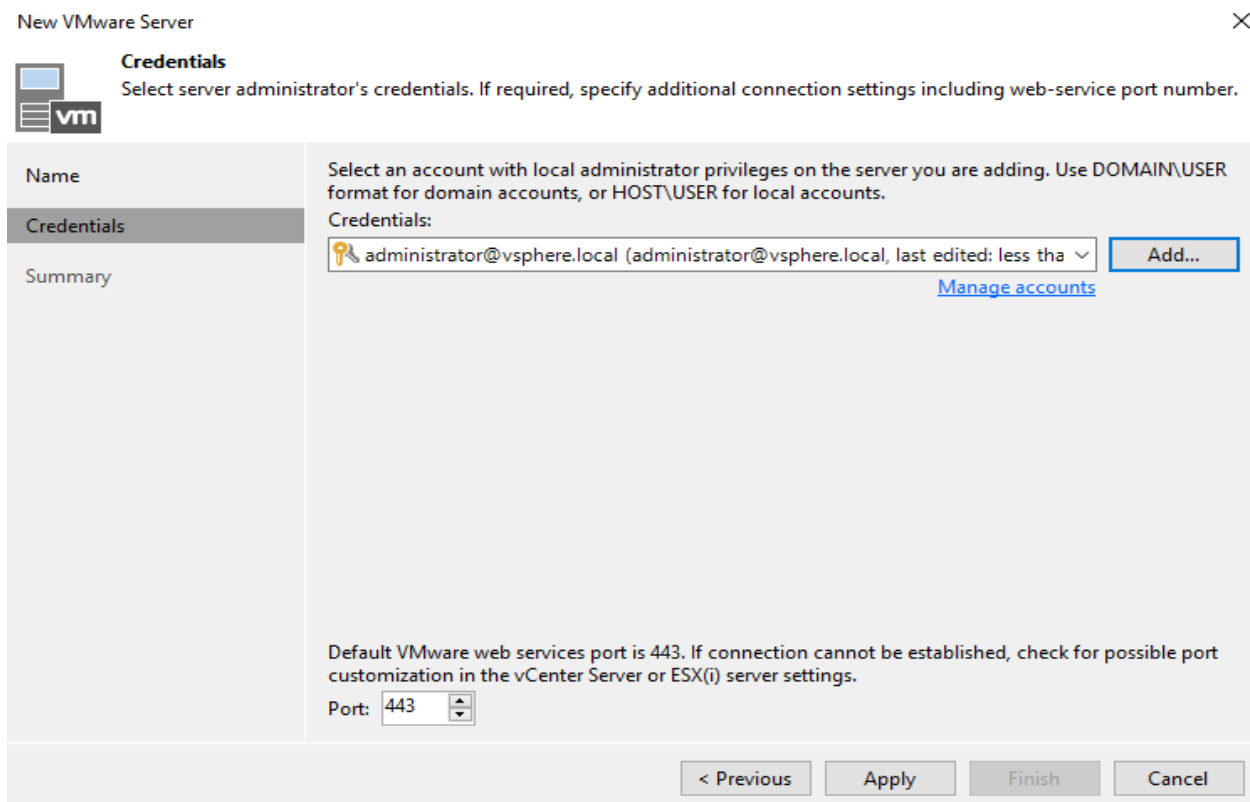 New VMware Server
Credentials
Select server administrator's credentials. If required, specify additional connection settings including web-service port number.
vm
Name
Credentials
Summary
Select an account with local administrator privileges on the server you are adding. Use DOMAIN\USER
format for domain accounts, or HOST\USER for local accounts.
Credentials:
administrator@vsphere.local (administrator@vsphere.local, last edited: less tha
Add...
Manage accounts
Default VMware web services port is 443. If connection cannot be established, check for possible port
customization in the vCenter Server or ESX(i) server settings.
Port: 443
< Previous Apply Finish Cancel